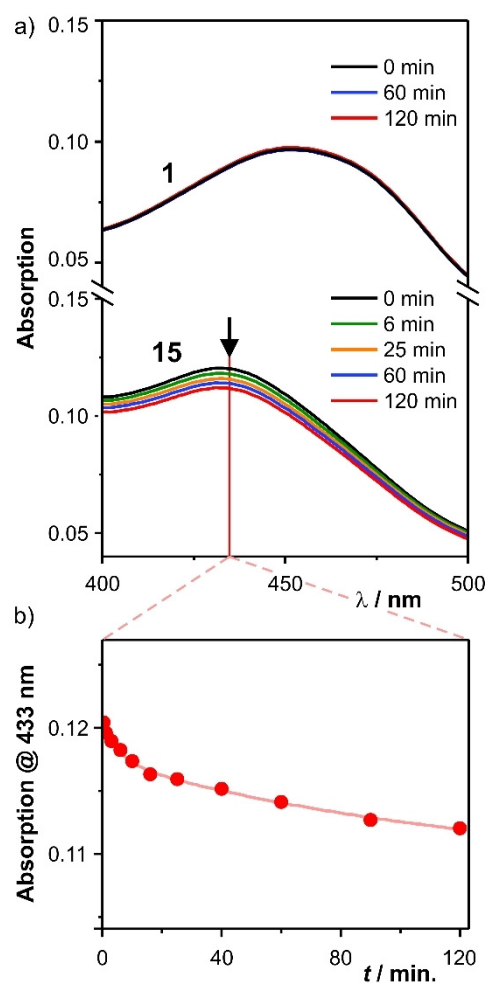 a)
0.15
0 min
60 min
120 min
0.10
1
0.05
Absorption
0.15
0 min
6 min
15
25 min
60 min
120 min
0.10
0.05
400
450
500
λ / nm
b)
Absorption @ 433 nm
0.12
0.11
0
40
80
120
t / min.